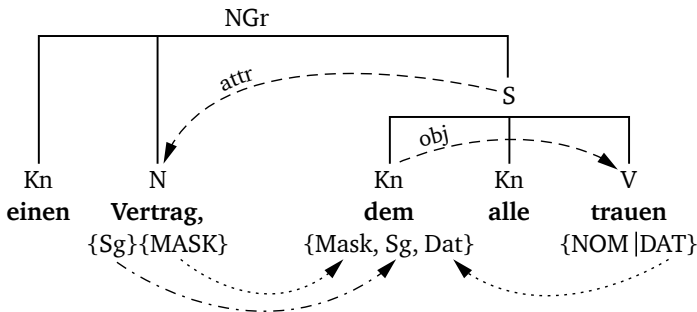 NGr
attr
S
obj
Kn N Kn Kn V
einen Vertrag, dem alle trauen
{Sg}{MASK} {Mask, Sg, Dat} {NOM |DAT}